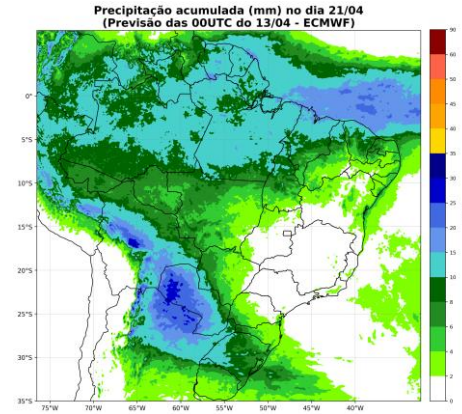 Precipitação acumulada (mm) no dia 21/04
(Previsão das 00UTC do 13/04 - ECMWF)
90
60
50
45
40
35
30
25
20
15
10
8
6
4
2
0
0°
5°S
10°S
15°S
20°S
25°S
30°S
35°S
75°W
70°W
65°W
60°W
55°W
50°W
45°W
40°W